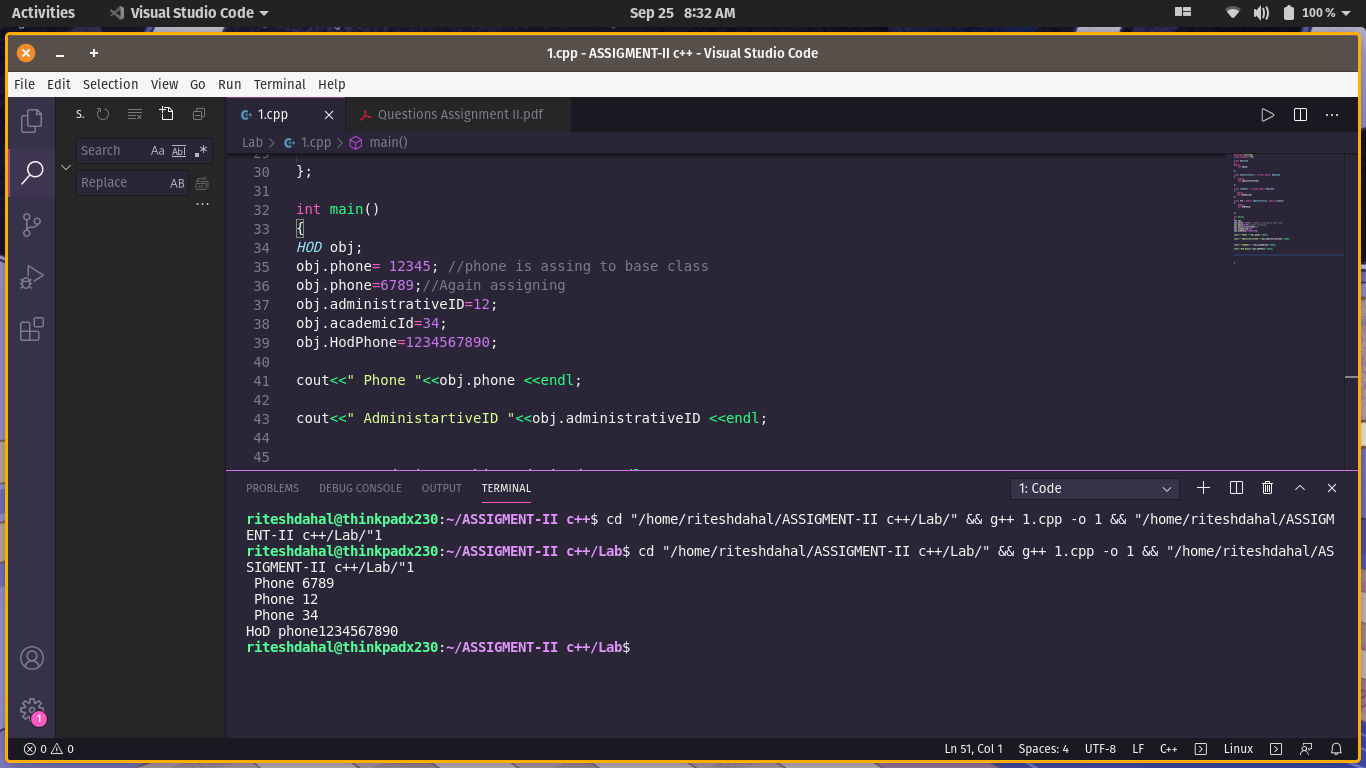 Activities Visual Studio Code Sep 25 8:32 AM 100 %
1.cpp - ASSIGMENT-II c++ - Visual Studio Code
File Edit Selection View Go Run Terminal Help
S. 1.cpp Questions Assignment II.pdf
Search Aa Abl .*
Lab 1.cpp main()
Replace AB
29
30 };
31
32 int main()
33 {
34 HOD obj;
35 obj.phone= 12345; //phone is assing to base class
36 obj.phone=6789;//Again assigning
37 obj.administrativeID=12;
38 obj.academicId=34;
39 obj.HodPhone=1234567890;
40
41 cout<<" Phone "<<obj.phone <<endl;
42
43 cout<<" AdministartiveID "<<obj.administrativeID <<endl;
44
45
PROBLEMS DEBUG CONSOLE OUTPUT TERMINAL 1: Code
riteshdahal@thinkpadx230:~/ASSIGMENT-II c++$ cd "/home/riteshdahal/ASSIGMENT-II c++/Lab/" && g++ 1.cpp -o 1 && "/home/riteshdahal/ASSIGM
ENT-II c++/Lab/"1
riteshdahal@thinkpadx230:~/ASSIGMENT-II c++/Lab$ cd "/home/riteshdahal/ASSIGMENT-II c++/Lab/" && g++ 1.cpp -o 1 && "/home/riteshdahal/AS
SIGMENT-II c++/Lab/"1
Phone 6789
Phone 12
Phone 34
HoD phone1234567890
riteshdahal@thinkpadx230:~/ASSIGMENT-II c++/Lab$
1
0 0 Ln 51, Col 1 Spaces: 4 UTF-8 LF C++ Linux